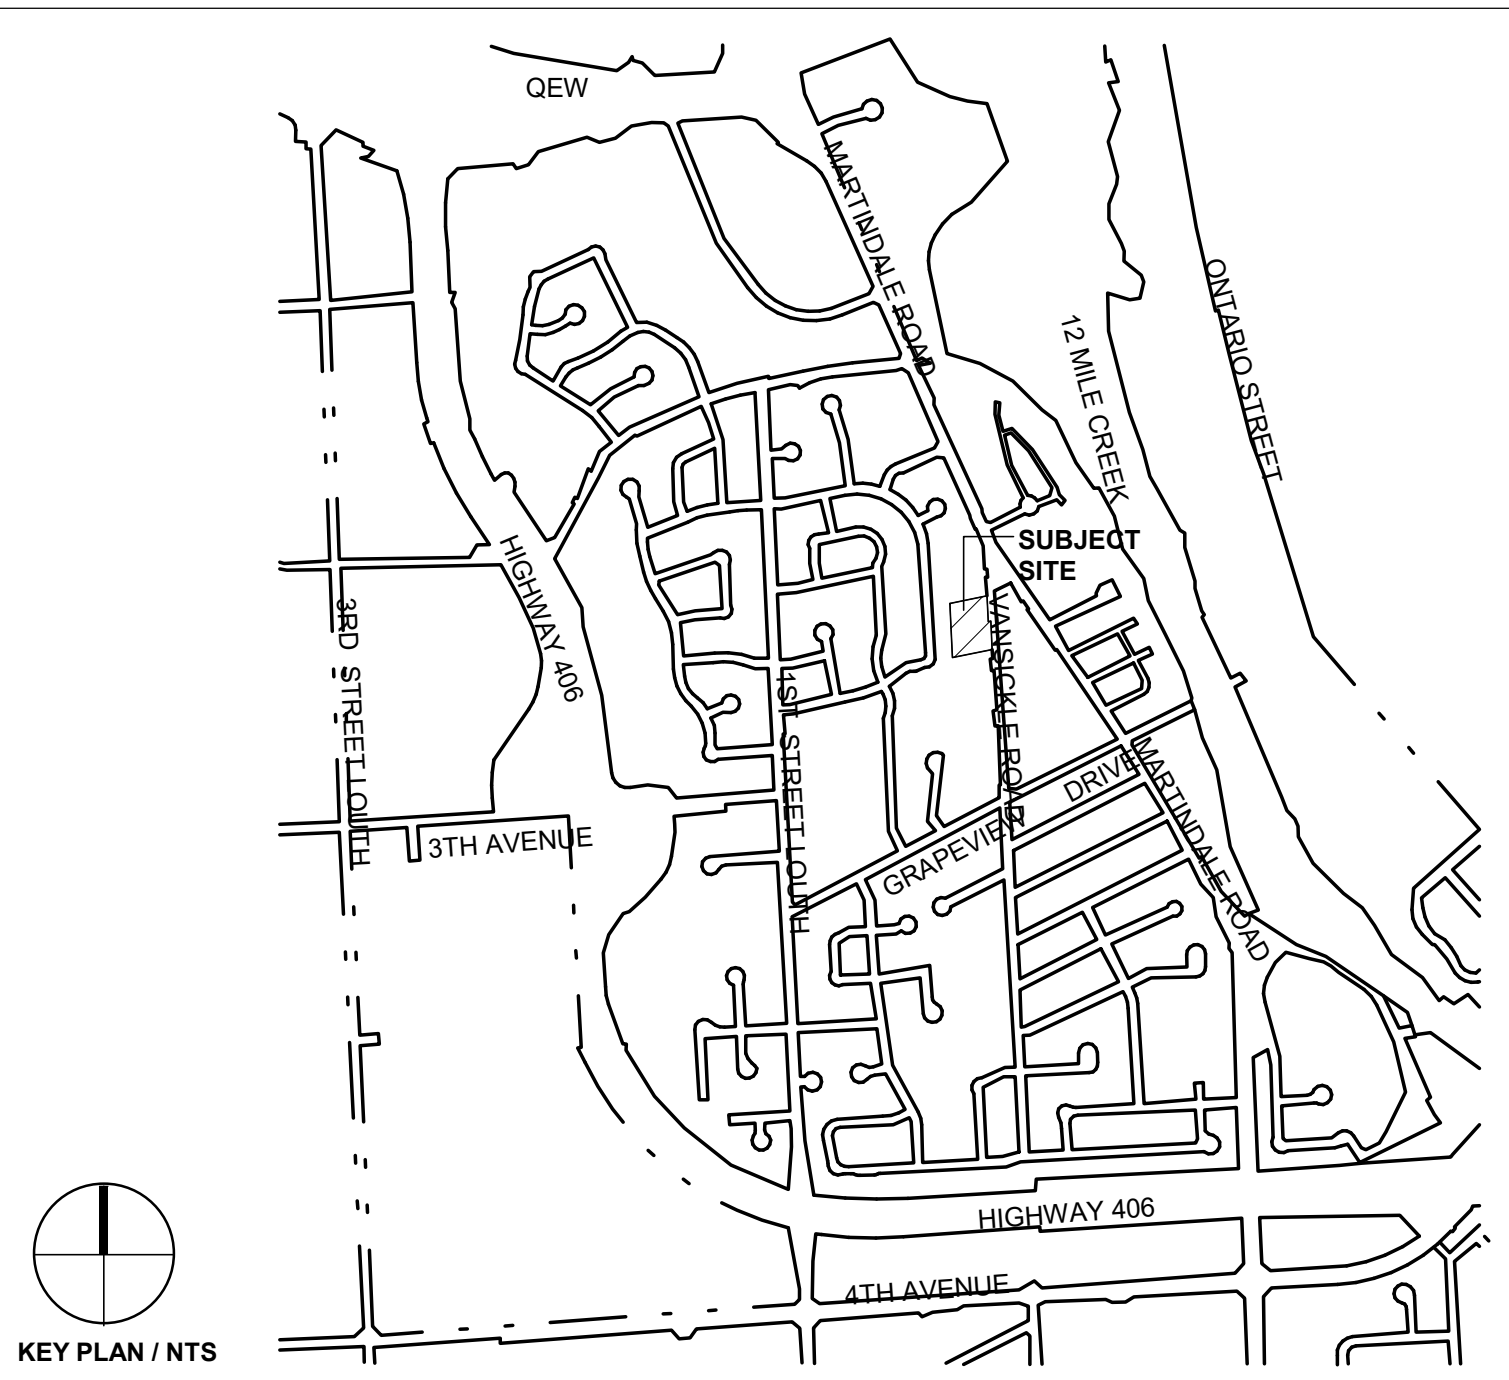 QEW
MARTINDALE ROAD
ONTARIO STREET
12 MILE CREEK
SUBJECT
SITE
HIGHWAY 406
3RD STREET LOUTH
VANSICKLE ROAD
1ST STREET LOUTH
MARTINDALE ROAD
GRAPEVIEW DRIVE
3TH AVENUE
HIGHWAY 406
4TH AVENUE
KEY PLAN / NTS